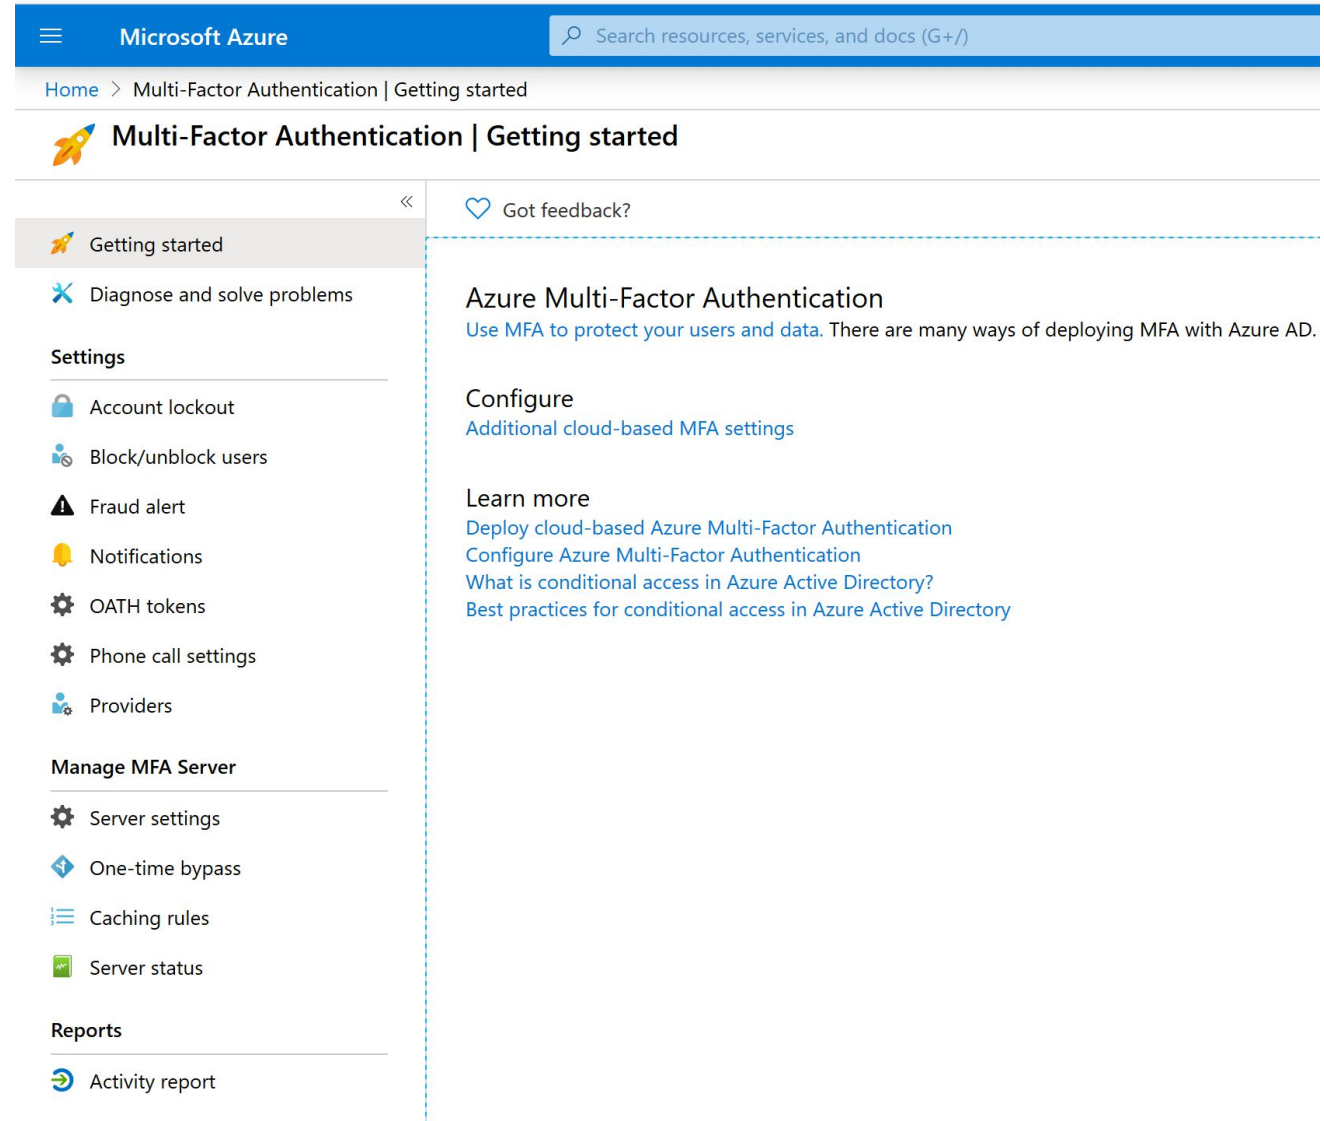 Microsoft Azure
Search resources, services, and docs (G+/)
Home > Multi-Factor Authentication | Getting started
Multi-Factor Authentication | Getting started
«
Got feedback?
Getting started
Diagnose and solve problems
Settings
Account lockout
Block/unblock users
Fraud alert
Notifications
OATH tokens
Phone call settings
Providers
Manage MFA Server
Server settings
One-time bypass
Caching rules
Server status
Reports
Activity report
Azure Multi-Factor Authentication
Use MFA to protect your users and data. There are many ways of deploying MFA with Azure AD.
Configure
Additional cloud-based MFA settings
Learn more
Deploy cloud-based Azure Multi-Factor Authentication
Configure Azure Multi-Factor Authentication
What is conditional access in Azure Active Directory?
Best practices for conditional access in Azure Active Directory